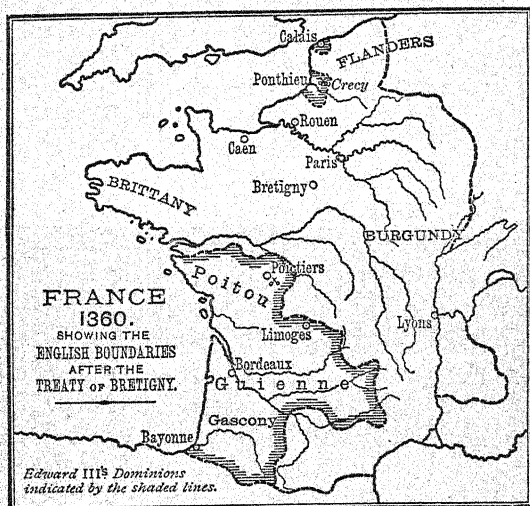 Calais
FLANDERS
Ponthieu
Crecy
Rouen
Caen
Paris
BRITTANY
Bretigny
BURGUNDY
Poictiers
Poitou
FRANCE
1360.
SHOWING THE
ENGLISH BOUNDARIES
AFTER THE
TREATY OF BRETIGNY.
Limoges
Lyons
Bordeaux
Guienne
Gascony
Bayonne
Edward III's Dominions
indicated by the shaded lines.